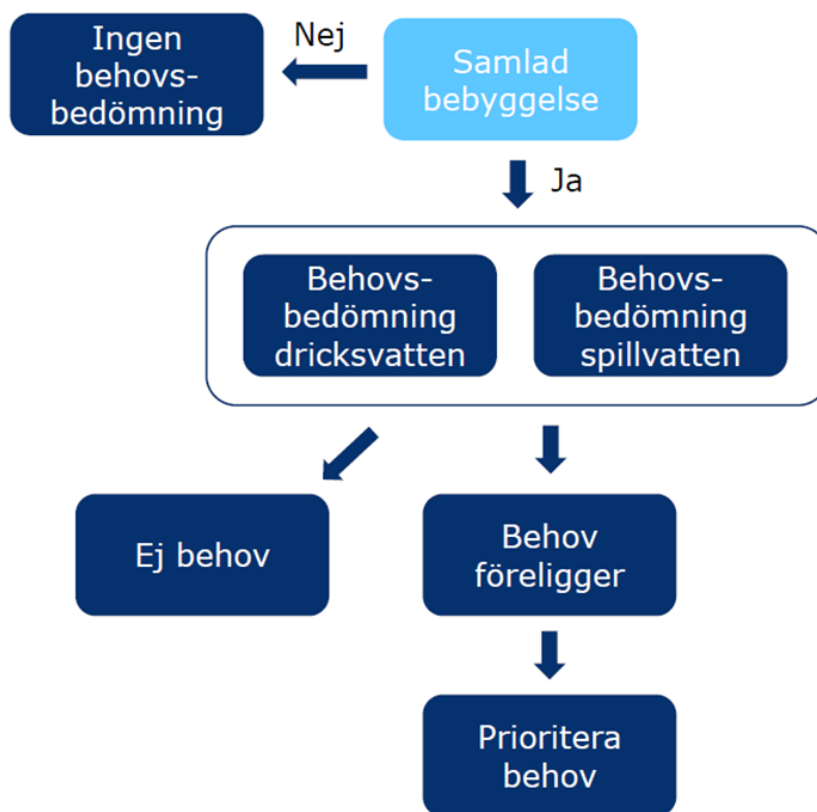 Ingen
behovs-
bedömning
Nej
Samlad
bebyggelse
Ja
Behovs-
bedömning
dricksvatten
Behovs-
bedömning
spillvatten
Ej behov
Behov
föreligger
Prioritera
behov